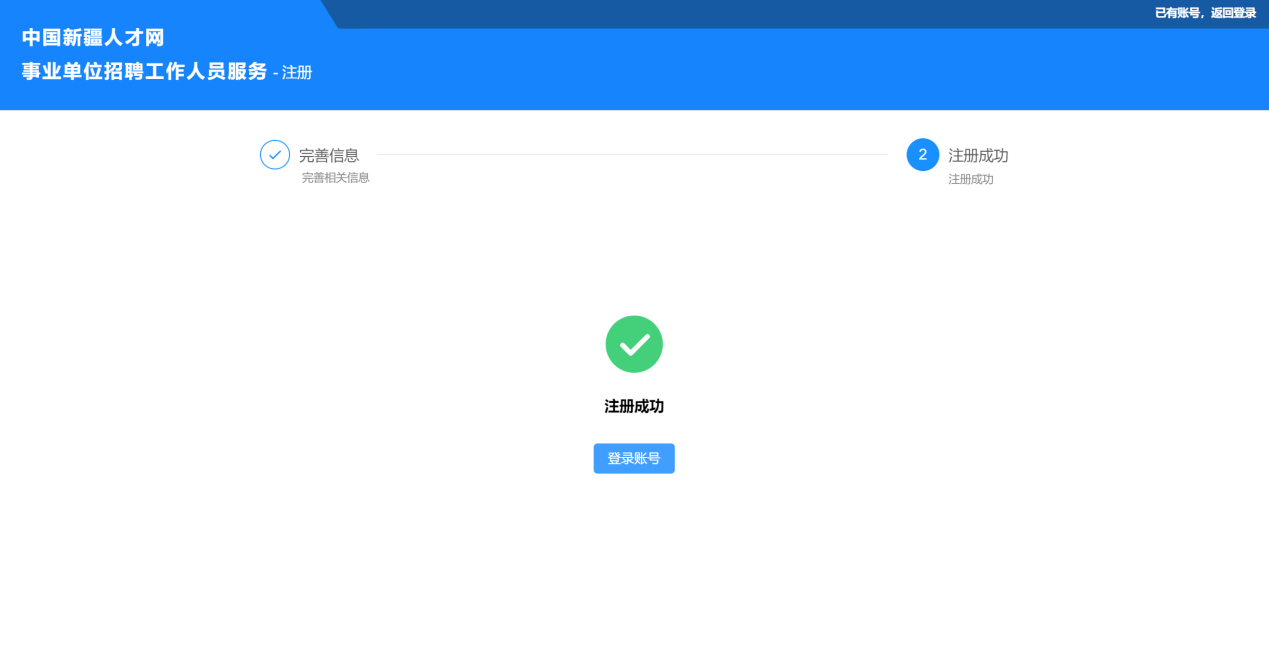 已有账号，返回登录
中国新疆人才网
事业单位招聘工作人员服务 - 注册
完善信息
完善相关信息
2 注册成功
注册成功
注册成功
登录账号